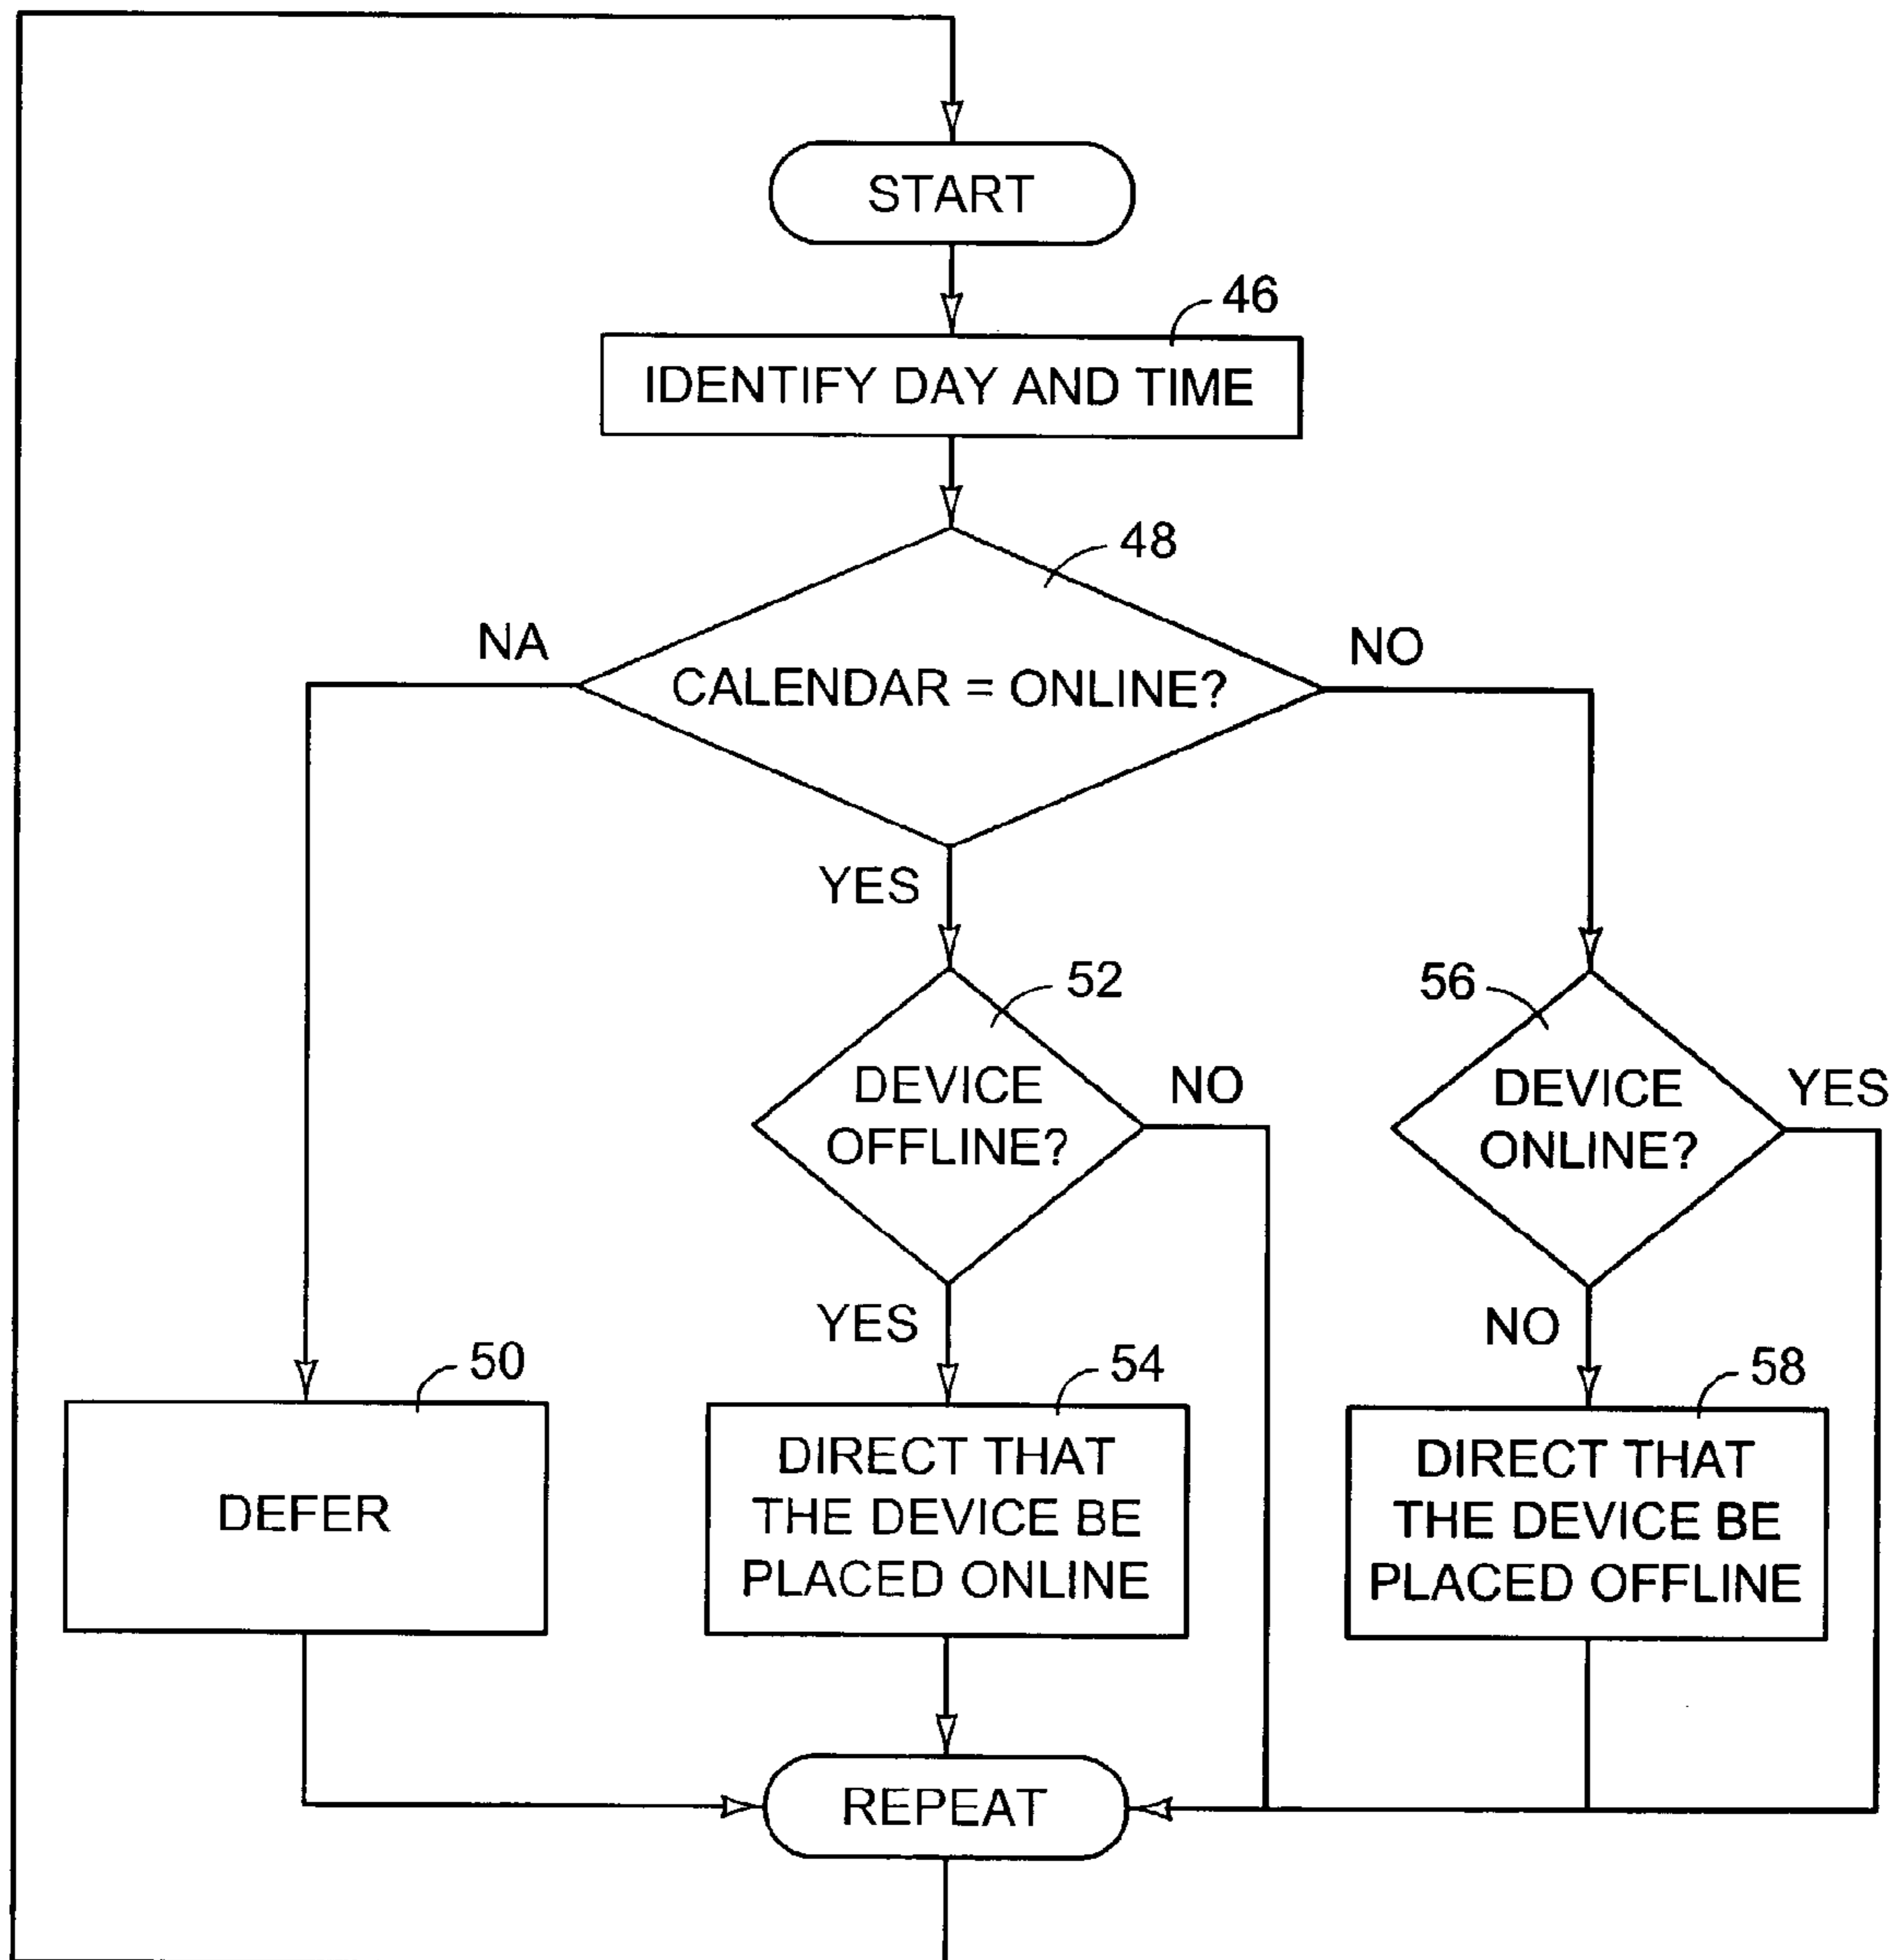 START
46
IDENTIFY DAY AND TIME
48
NA
NO
CALENDAR = ONLINE?
YES
52
56
DEVICE
OFFLINE?
NO
DEVICE
ONLINE?
YES
YES
NO
50
54
58
DEFER
DIRECT THAT
THE DEVICE BE
PLACED ONLINE
DIRECT THAT
THE DEVICE BE
PLACED OFFLINE
REPEAT